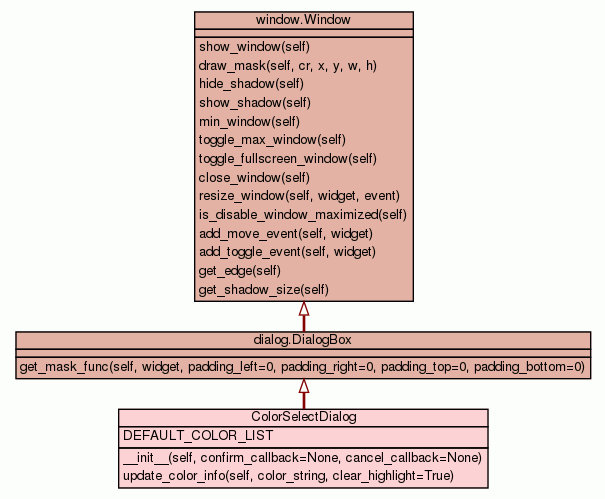 window.Window
show_window(self)
draw_mask(self, cr, x, y, w, h)
hide_shadow(self)
show_shadow(self)
min_window(self)
toggle_max_window(self)
toggle_fullscreen_window(self)
close_window(self)
resize_window(self, widget, event)
is_disable_window_maximized(self)
add_move_event(self, widget)
add_toggle_event(self, widget)
get_edge(self)
get_shadow_size(self)
dialog.DialogBox
get_mask_func(self, widget, padding_left=0, padding_right=0, padding_top=0, padding_bottom=0)
ColorSelectDialog
DEFAULT_COLOR_LIST
__init__(self, confirm_callback=None, cancel_callback=None)
update_color_info(self, color_string, clear_highlight=True)